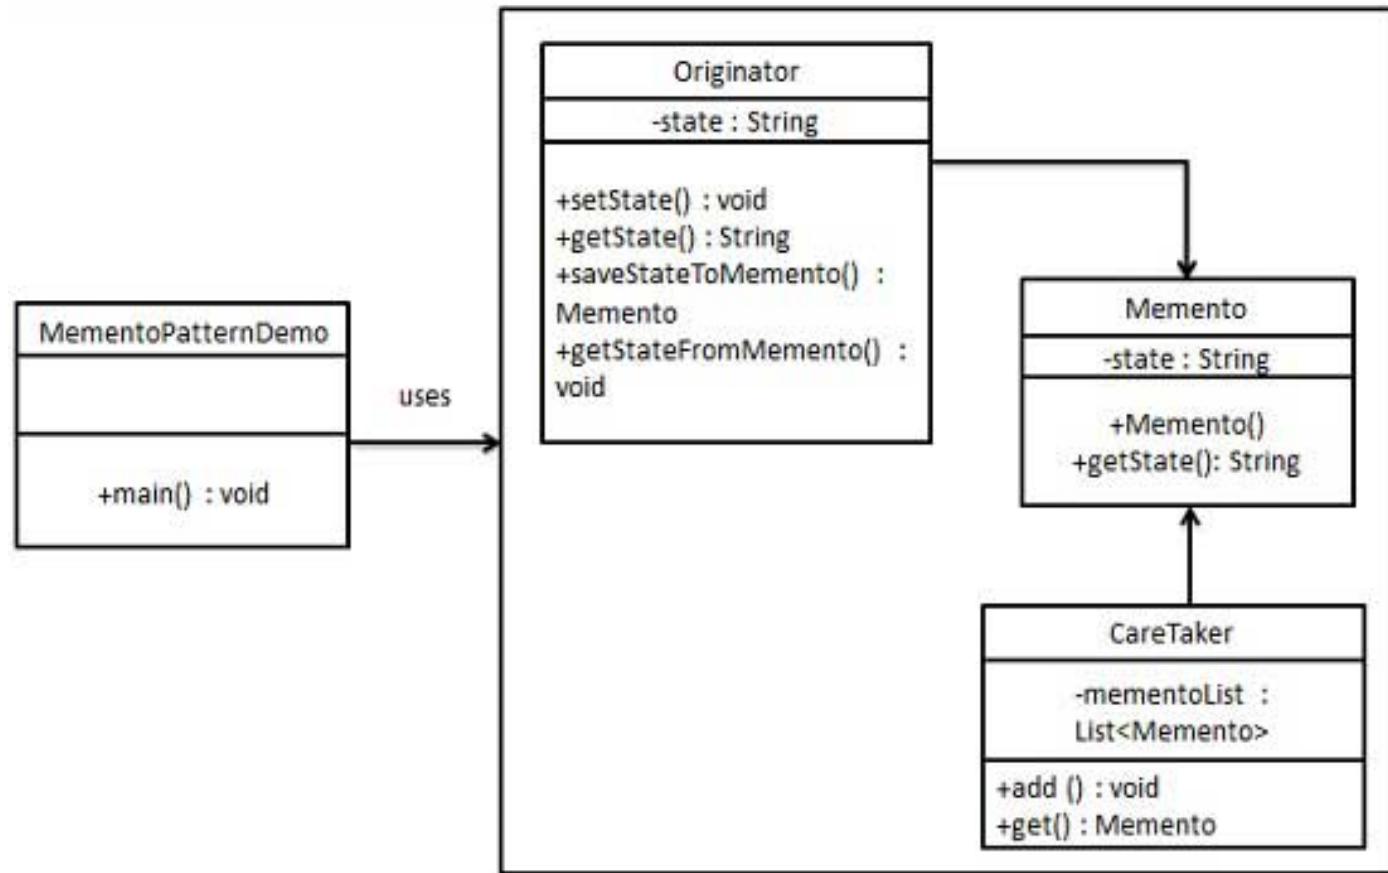 MementoPatternDemo
+main() : void
uses
Originator
-state : String
+setState() : void
+getState() : String
+saveStateToMemento() :
Memento
+getStateFromMemento() :
void
Memento
-state : String
+Memento()
+getState(): String
CareTaker
-mementoList :
List<Memento>
+add () : void
+get() : Memento